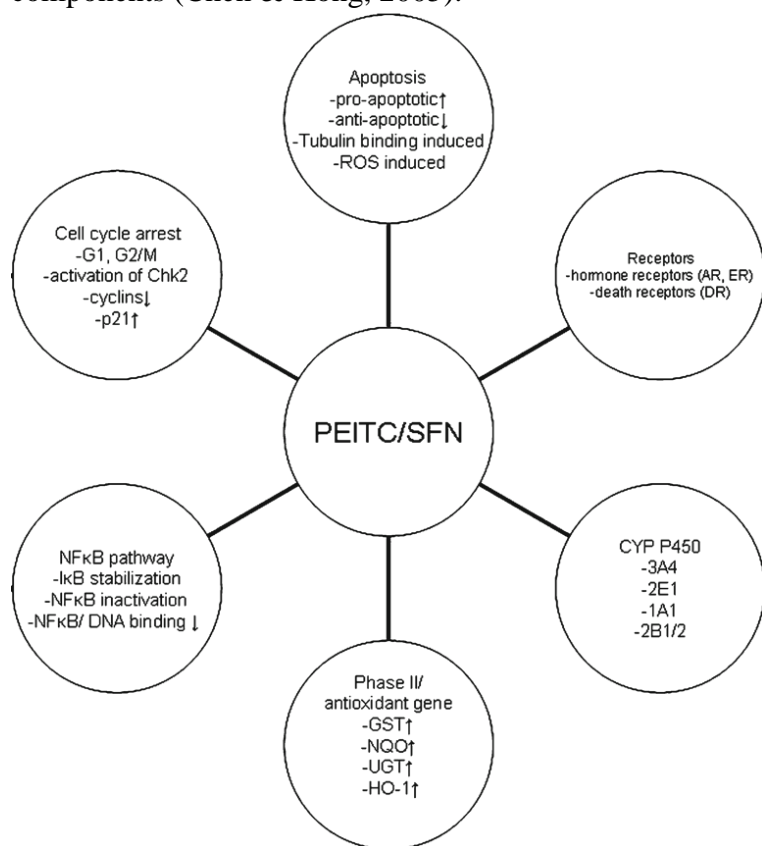 components (Chen & Kong, 2005).
Apoptosis
-pro-apoptotic↑
-anti-apoptotic↓
-Tubulin binding induced
-ROS induced
Cell cycle arrest
-G1, G2/M
-activation of Chk2
-cyclins↓
-p21↑
Receptors
-hormone receptors (AR, ER)
-death receptors (DR)
PEITC/SFN
NFκB pathway
-IκB stabilization
-NFκB inactivation
-NFκB/ DNA binding ↓
CYP P450
-3A4
-2E1
-1A1
-2B1/2
Phase II/
antioxidant gene
-GST↑
-NQO↑
-UGT↑
-HO-1↑